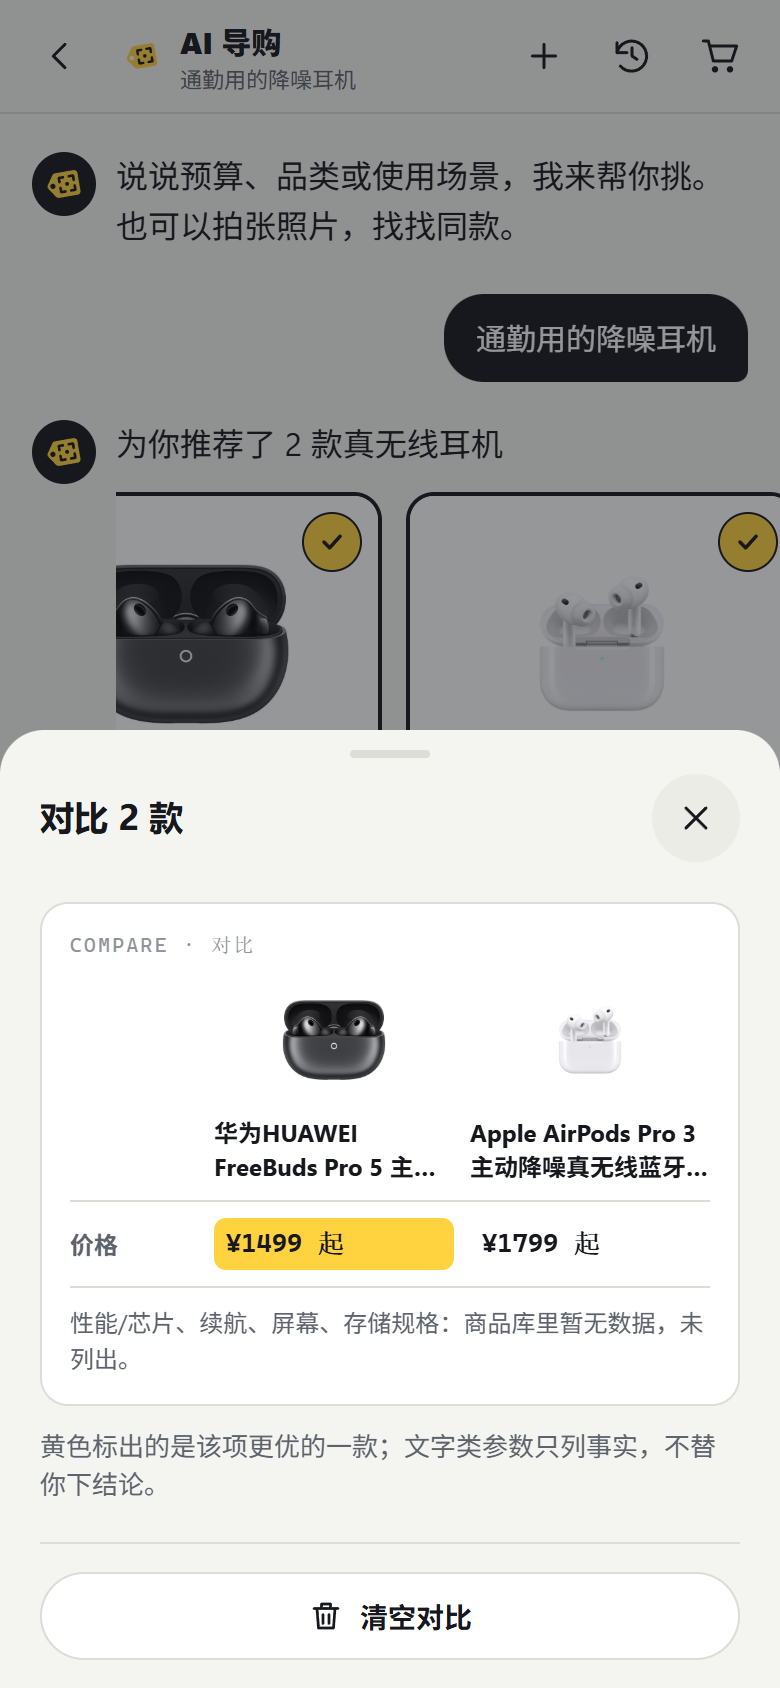 AI 导购
通勤用的降噪耳机
说说预算、品类或使用场景，我来帮你挑。
也可以拍张照片，找找同款。
通勤用的降噪耳机
为你推荐了 2 款真无线耳机
对比 2 款
COMPARE · 对比
华为HUAWEI
FreeBuds Pro 5 主…
Apple AirPods Pro 3
主动降噪真无线蓝牙…
价格
¥1499 起
¥1799 起
性能/芯片、续航、屏幕、存储规格：商品库里暂无数据，未
列出。
黄色标出的是该项更优的一款；文字类参数只列事实，不替
你下结论。
清空对比